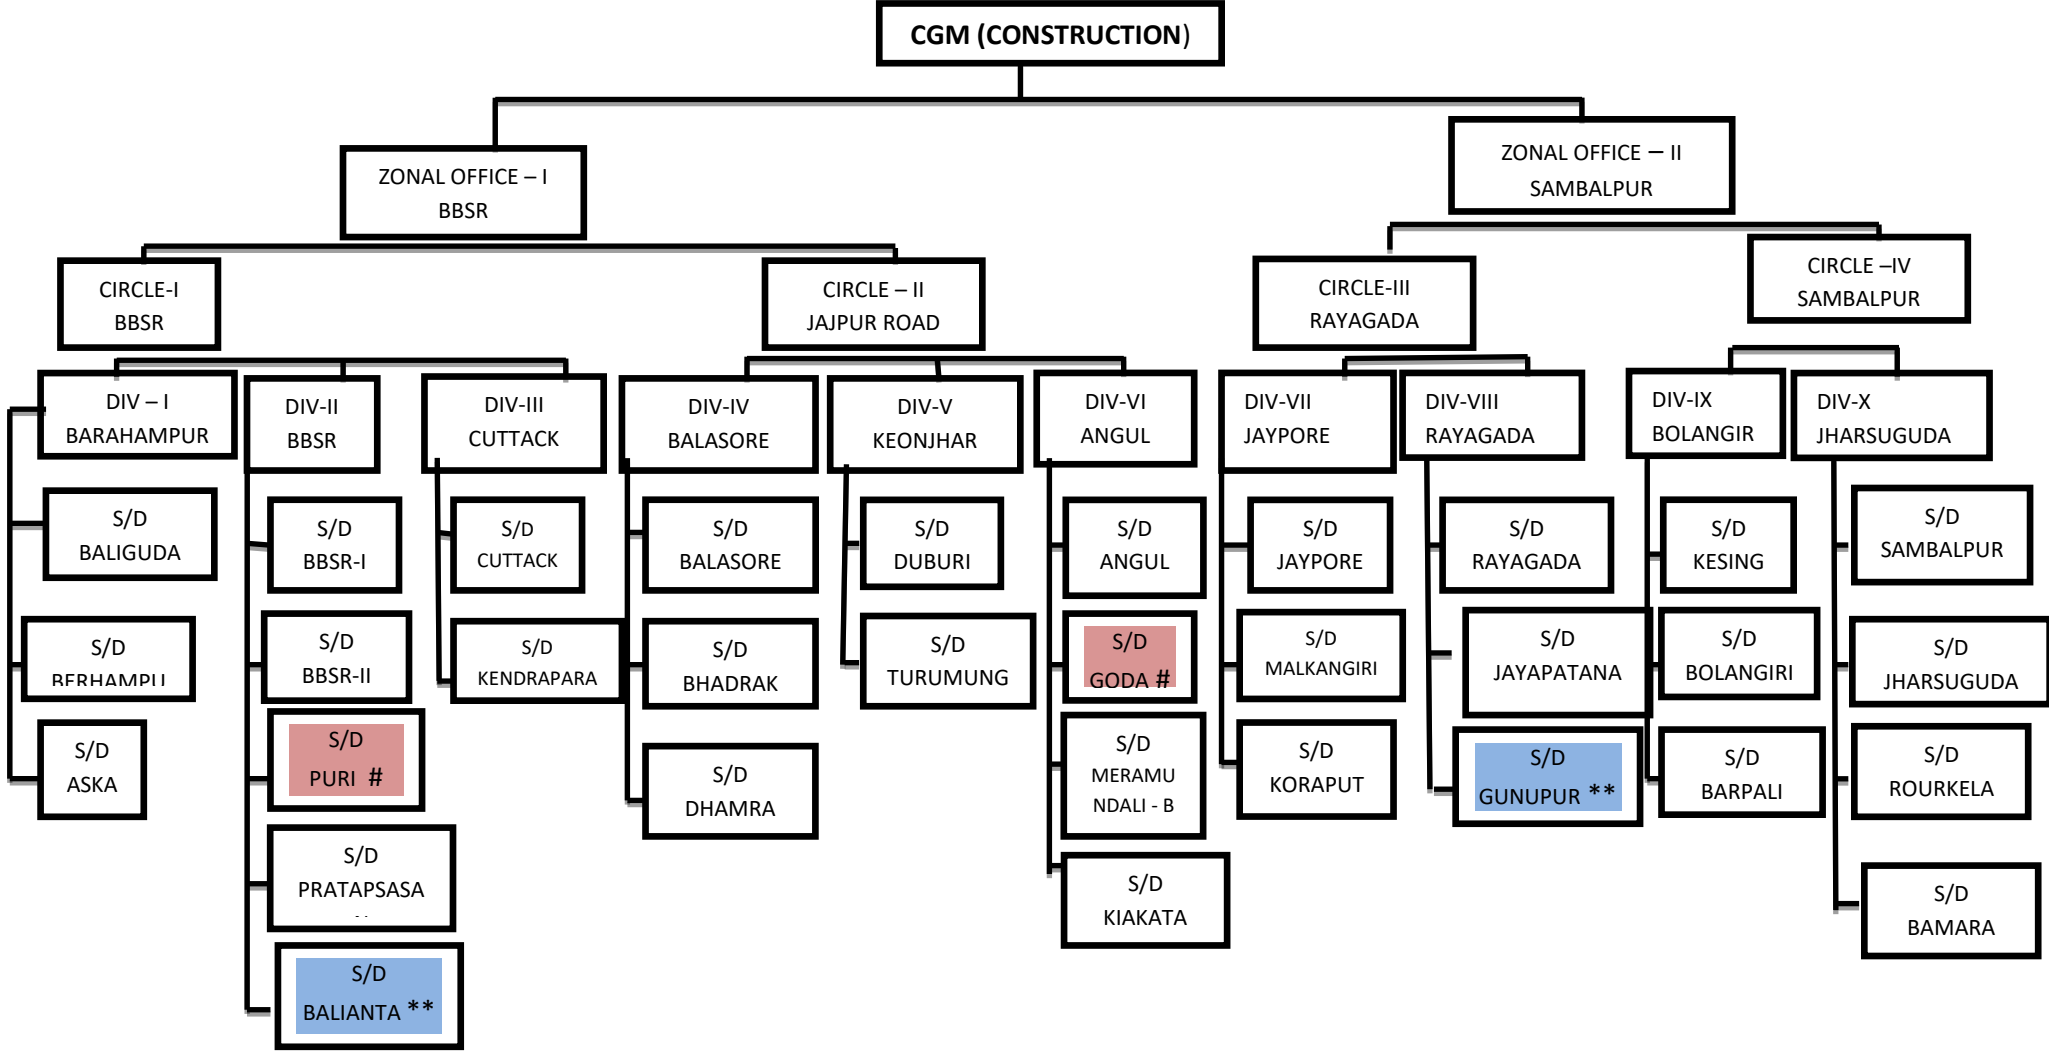 CGM (CONSTRUCTION)
ZONAL OFFICE – I
BBSR
ZONAL OFFICE – II
SAMBALPUR
CIRCLE-I
BBSR
CIRCLE – II
JAJPUR ROAD
CIRCLE-III
RAYAGADA
CIRCLE –IV
SAMBALPUR
DIV – I
BARAHAMPUR
DIV-II
BBSR
DIV-III
CUTTACK
DIV-IV
BALASORE
DIV-V
KEONJHAR
DIV-VI
ANGUL
DIV-VII
JAYPORE
DIV-VIII
RAYAGADA
DIV-IX
BOLANGIR
DIV-X
JHARSUGUDA
S/D
BALIGUDA
S/D
BERHAMPU
S/D
ASKA
S/D
BBSR-I
S/D
BBSR-II
S/D
PURI #
S/D
PRATAPSASA
S/D
BALIANTA **
S/D
CUTTACK
S/D
KENDRAPARA
S/D
BALASORE
S/D
BHADRAK
S/D
DHAMRA
S/D
DUBURI
S/D
TURUMUNG
S/D
ANGUL
S/D
GODA #
S/D
MERAMU
NDALI - B
S/D
KIAKATA
S/D
JAYPORE
S/D
MALKANGIRI
S/D
KORAPUT
S/D
RAYAGADA
S/D
JAYAPATANA
S/D
GUNUPUR **
S/D
KESING
S/D
BOLANGIRI
S/D
BARPALI
S/D
SAMBALPUR
S/D
JHARSUGUDA
S/D
ROURKELA
S/D
BAMARA